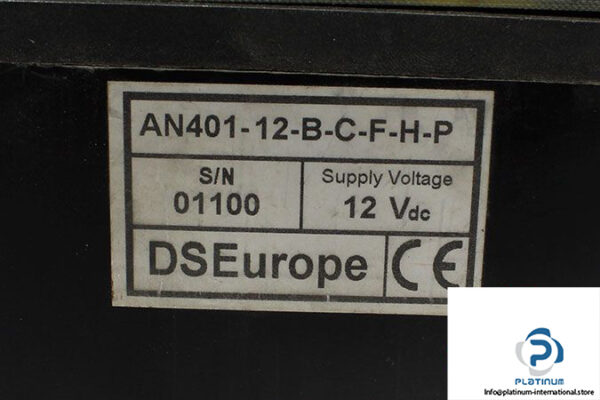 AN401-12-B-C-F-H-P
S/N
01100
Supply Voltage
12 Vdc
DSEurope CE
PLATINUM
Info@platinum-international.store